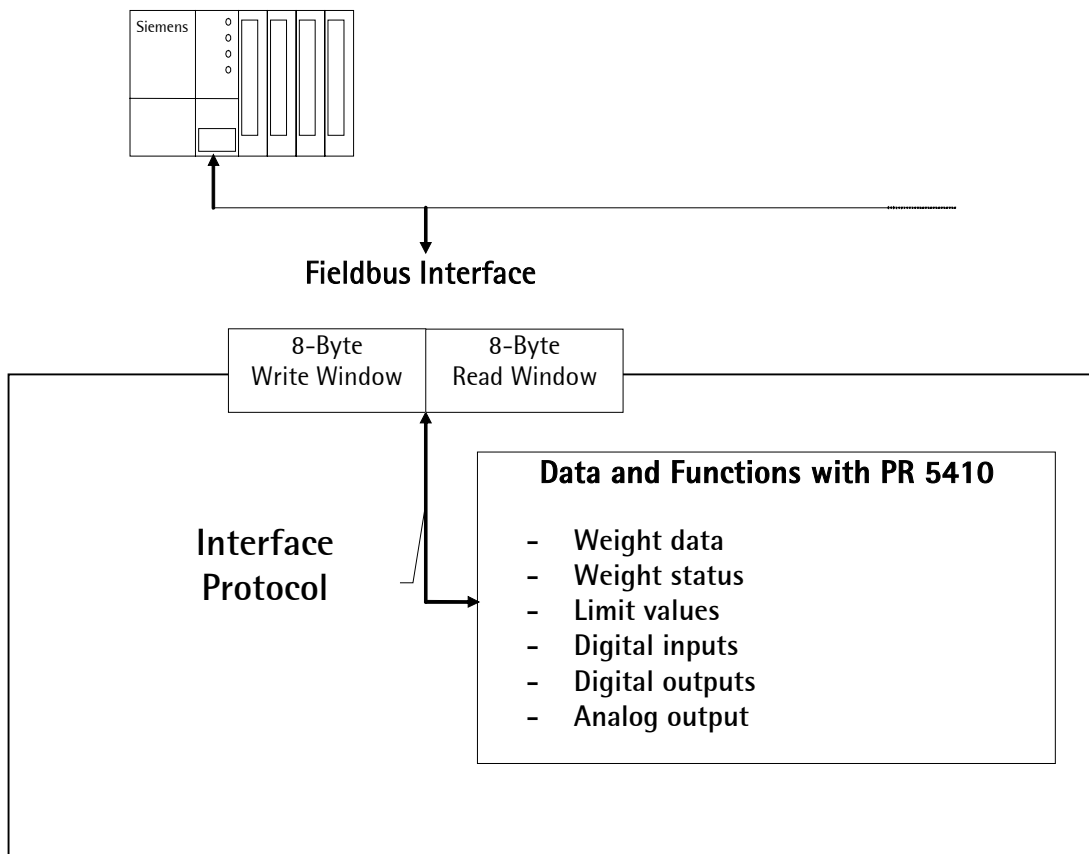 Siemens
Fieldbus Interface
8-Byte
Write Window
8-Byte
Read Window
Data and Functions with PR 5410
- Weight data
- Weight status
- Limit values
- Digital inputs
- Digital outputs
- Analog output
Interface
Protocol